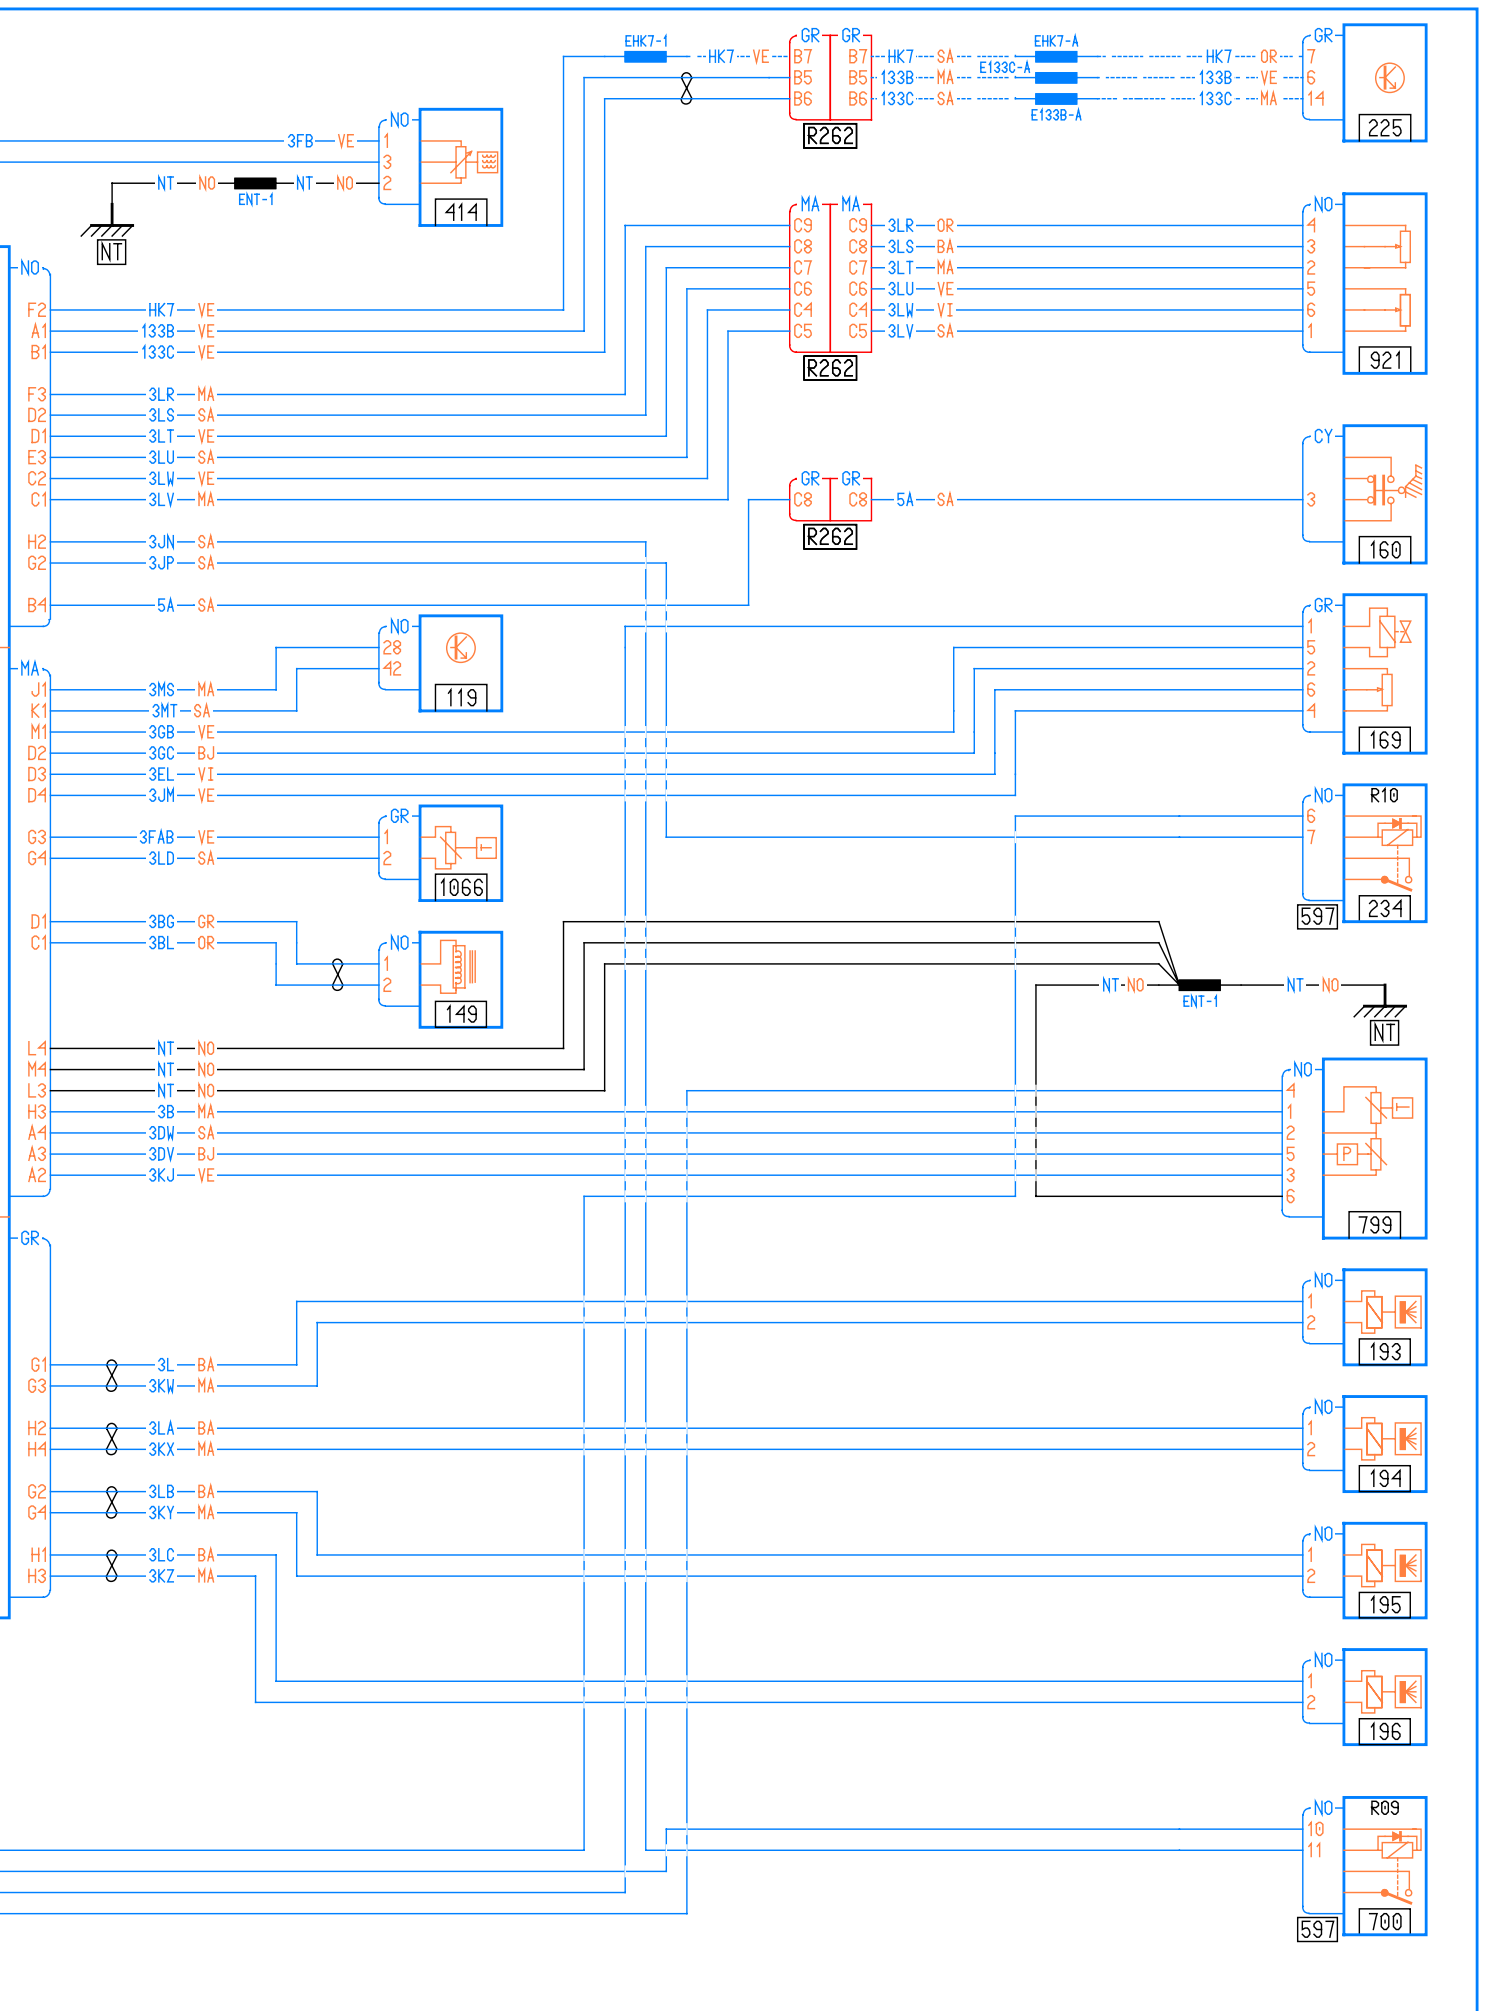 EHK7-1
GR GR
EHK7-A
GR
HK7 VE B7 B7 HK7 SA HK7 OR 7
E133C-A
B5 B5 133B MA 133B VE 6
B6 B6 133C SA 133C MA 14
E133B-A
R262
225
NO
3FB VE 1
3
NT NO NT NO 2
ENT-1
414
NT
MA MA
NO
C9 C9 3LR OR 4
C8 C8 3LS BA 3
C7 C7 3LT MA 2
C6 C6 3LU VE 5
C4 C4 3LW VI 6
C5 C5 3LV SA 1
R262
921
NO
F2 HK7 VE
A1 133B VE
B1 133C VE
F3 3LR MA
D2 3LS SA
D1 3LT VE
E3 3LU SA
C2 3LW VE
C1 3LV MA
CY
GR GR
C8 C8 5A SA 3
R262
160
H2 3JN SA
G2 3JP SA
B4 5A SA
NO
28
42
119
GR
1
5
2
6
4
169
MA
J1 3MS MA
K1 3MT SA
M1 3GB VE
D2 3GC BJ
D3 3EL VI
D4 3JM VE
NO R10
6
7
597 234
GR
G3 3FAB VE 1
G4 3LD SA 2
1066
D1 3BG GR
C1 3BL OR
NO
1
2
149
NT NO NT NO
ENT-1
NT
L4 NT NO
M4 NT NO
L3 NT NO
H3 3B MA
A4 3DW SA
A3 3DV BJ
A2 3KJ VE
NO
4
1 T
2
5 P
3
6
799
GR
NO
1
2
193
G1 3L BA
G3 3KW MA
NO
H2 3LA BA 1
H4 3KX MA 2
194
G2 3LB BA
G4 3KY MA
NO
H1 3LC BA 1
H3 3KZ MA 2
195
NO
1
2
196
NO R09
10
11
597 700